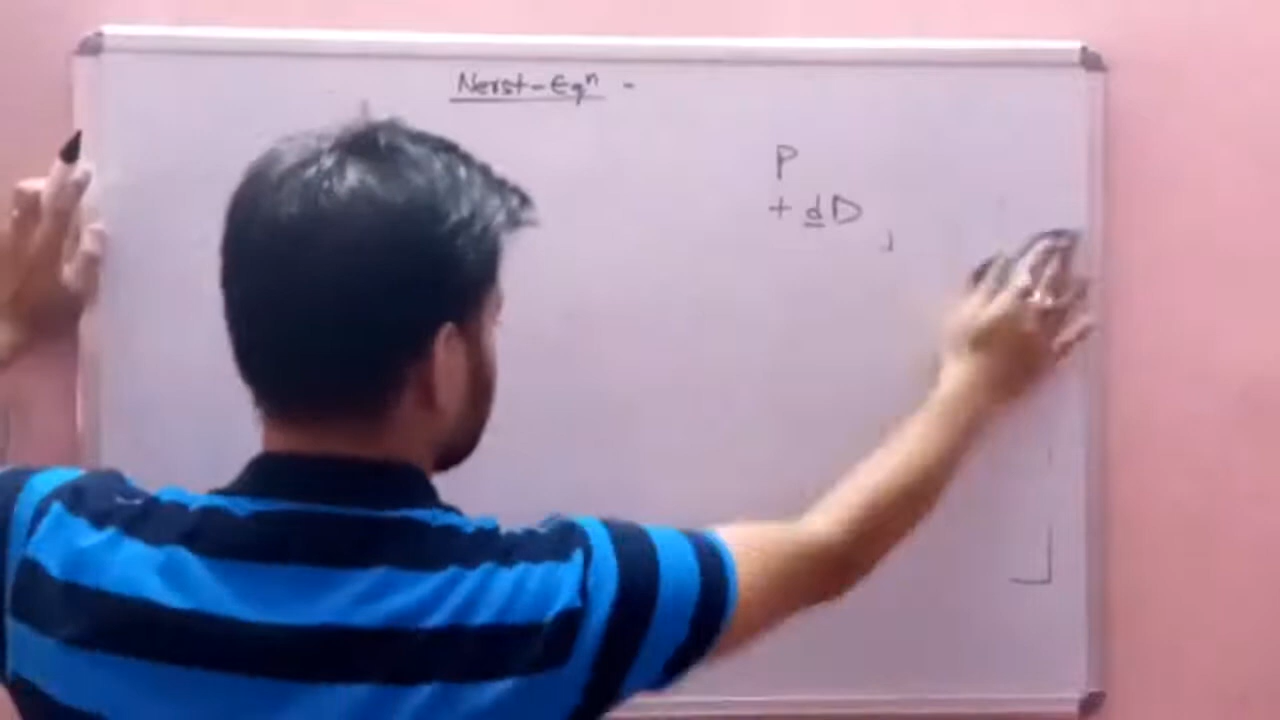 Nerst-Eqⁿ -
P
+ dD